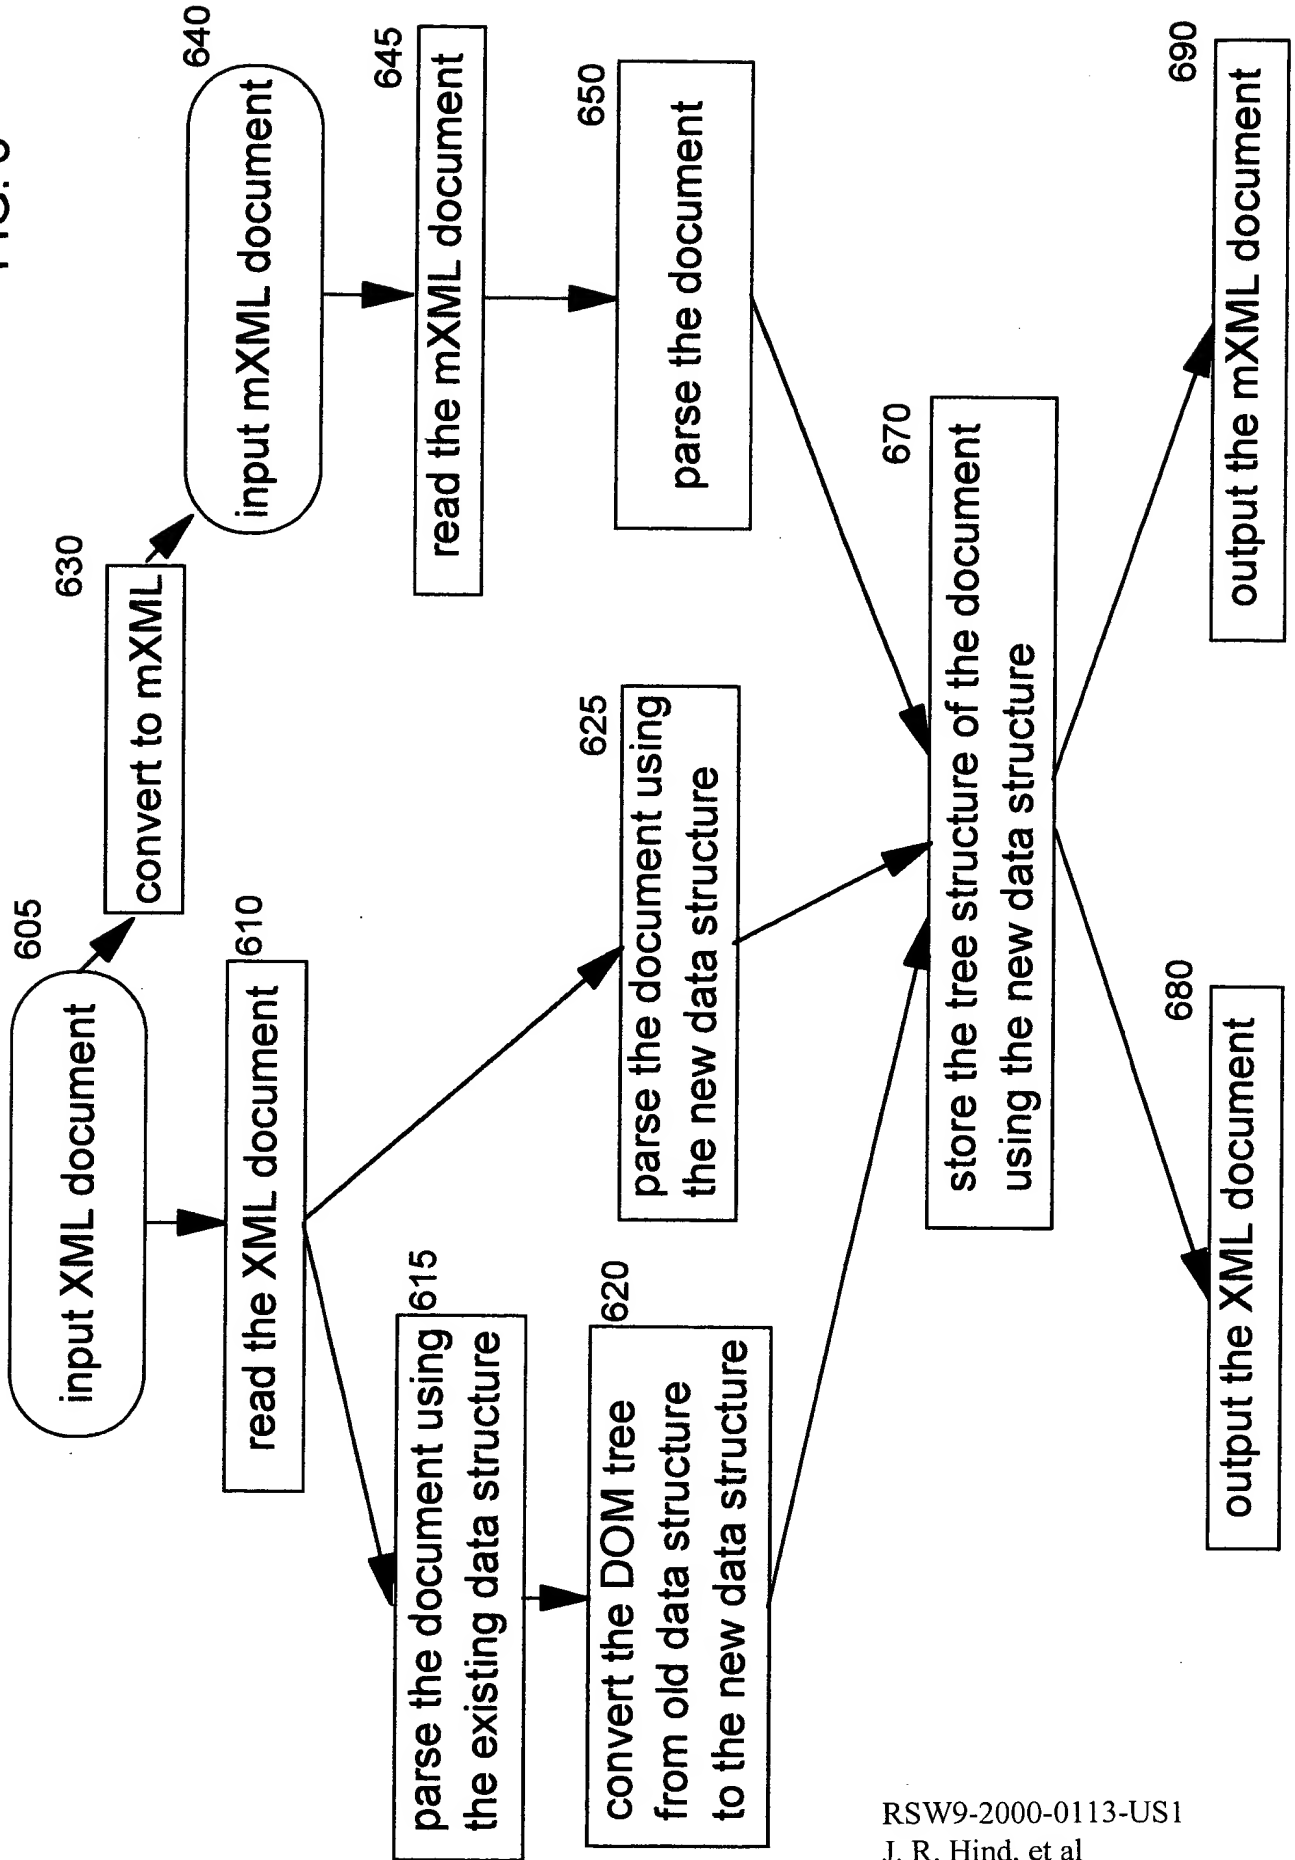 605
input XML document
630
convert to mXML
640
input mXML document
610
read the XML document
645
read the mXML document
615
parse the document using
the existing data structure
620
convert the DOM tree
from old data structure
to the new data structure
625
parse the document using
the new data structure
650
parse the document
670
store the tree structure of the document
using the new data structure
680
output the XML document
690
output the mXML document
RSW9-2000-0113-US1
J. R. Hind, et al